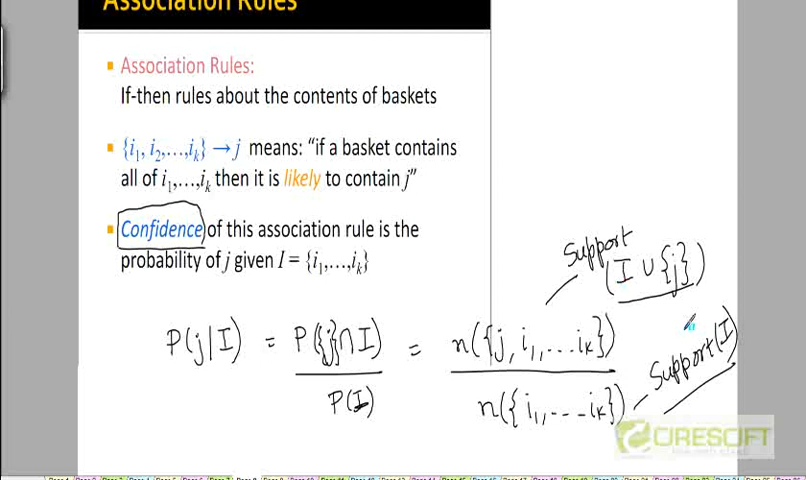 Association Rules
Association Rules:
If-then rules about the contents of baskets
{i₁, i₂,…,iₖ} → j means: “if a basket contains
all of i₁,…,iₖ then it is likely to contain j”
Confidence of this association rule is the
probability of j given I = {i₁,…,iₖ}
Support
(I ∪ {j})
P(j|I) = P({j}∩I) / P(I) = n({j, i₁, … iₖ}) / n({i₁, … iₖ})
Support(I)
CIRESOFT